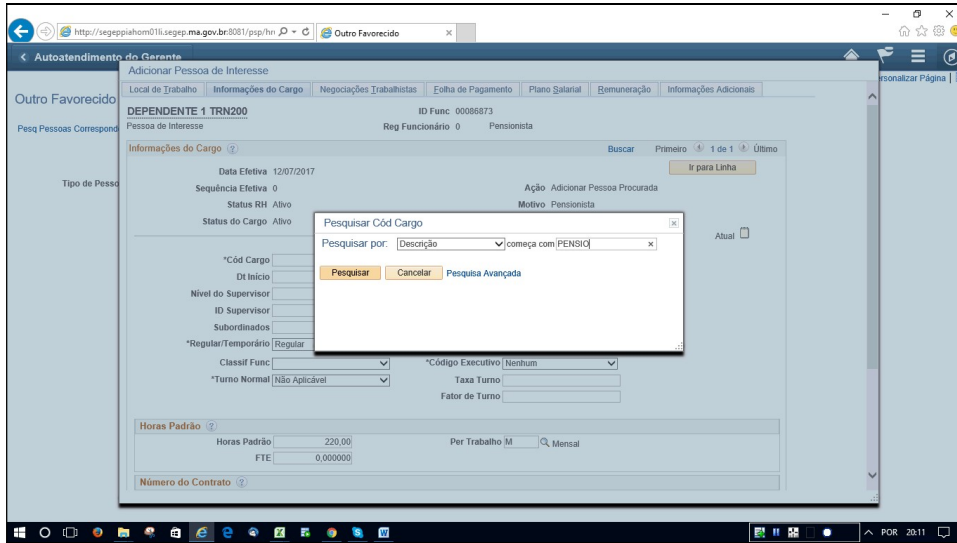 http://segeppiahom01li.segep.ma.gov.br:8081/psp/hr
Outro Favorecido
Autoatendimento do Gerente
Adicionar Pessoa de Interesse
rsonalizar Página |
Local de Trabalho Informações do Cargo Negociações Trabalhistas Folha de Pagamento Plano Salarial Remuneração Informações Adicionais
Outro Favorecido
DEPENDENTE 1 TRN200 ID Func 00086873
Pesq Pessoas Correspond
Pessoa de Interesse Reg Funcionário 0 Pensionista
Informações do Cargo ? Buscar Primeiro 1 de 1 Último
Data Efetiva 12/07/2017 Ir para Linha
Tipo de Pesso
Sequência Efetiva 0 Ação Adicionar Pessoa Procurada
Status RH Ativo Motivo Pensionista
Status do Cargo Ativo
Pesquisar Cód Cargo
Atual
Pesquisar por: Descrição começa com PENSIO
*Cód Cargo
Pesquisar Cancelar Pesquisa Avançada
Dt Início
Nível do Supervisor
ID Supervisor
Subordinados
*Regular/Temporário Regular
Classif Func *Código Executivo Nenhum
*Turno Normal Não Aplicável Taxa Turno
Fator de Turno
Horas Padrão ?
Horas Padrão 220,00 Per Trabalho M Mensal
FTE 0,000000
Número do Contrato ?
POR 20:11